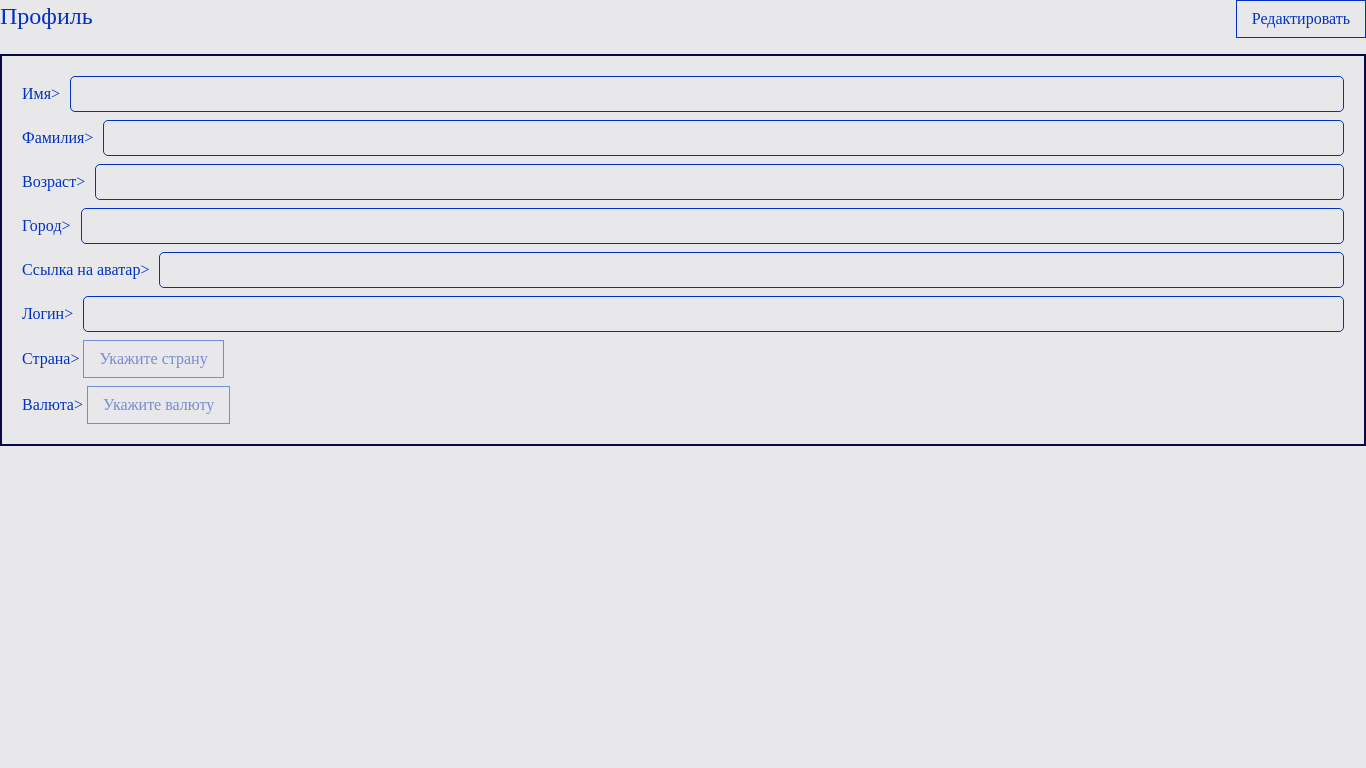 Профиль
Редактировать
Имя>
Фамилия>
Возраст>
Город>
Ссылка на аватар>
Логин>
Страна> Укажите страну
Валюта> Укажите валюту